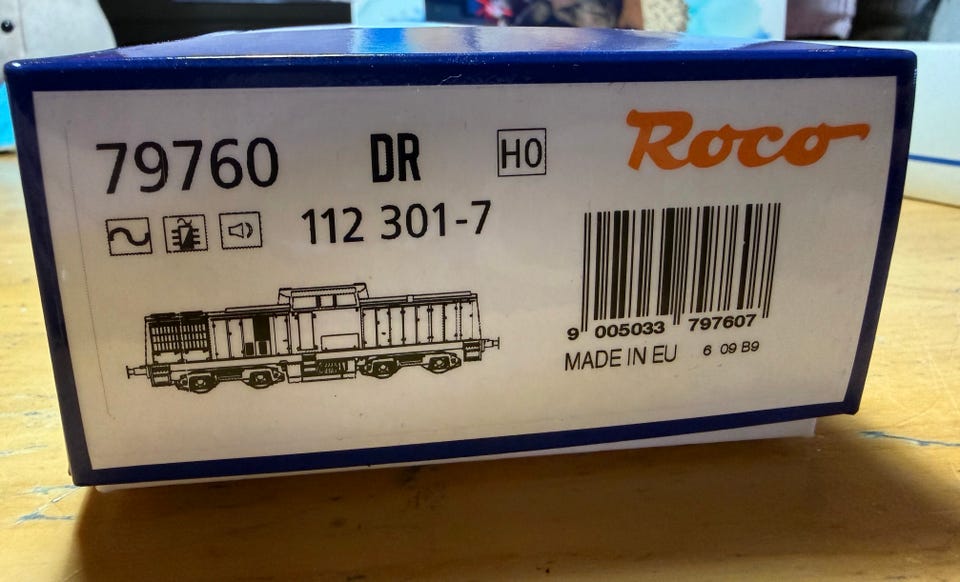 79760 DR H0 Roco
112 301-7
9 005033 797607
MADE IN EU 6 09 B9